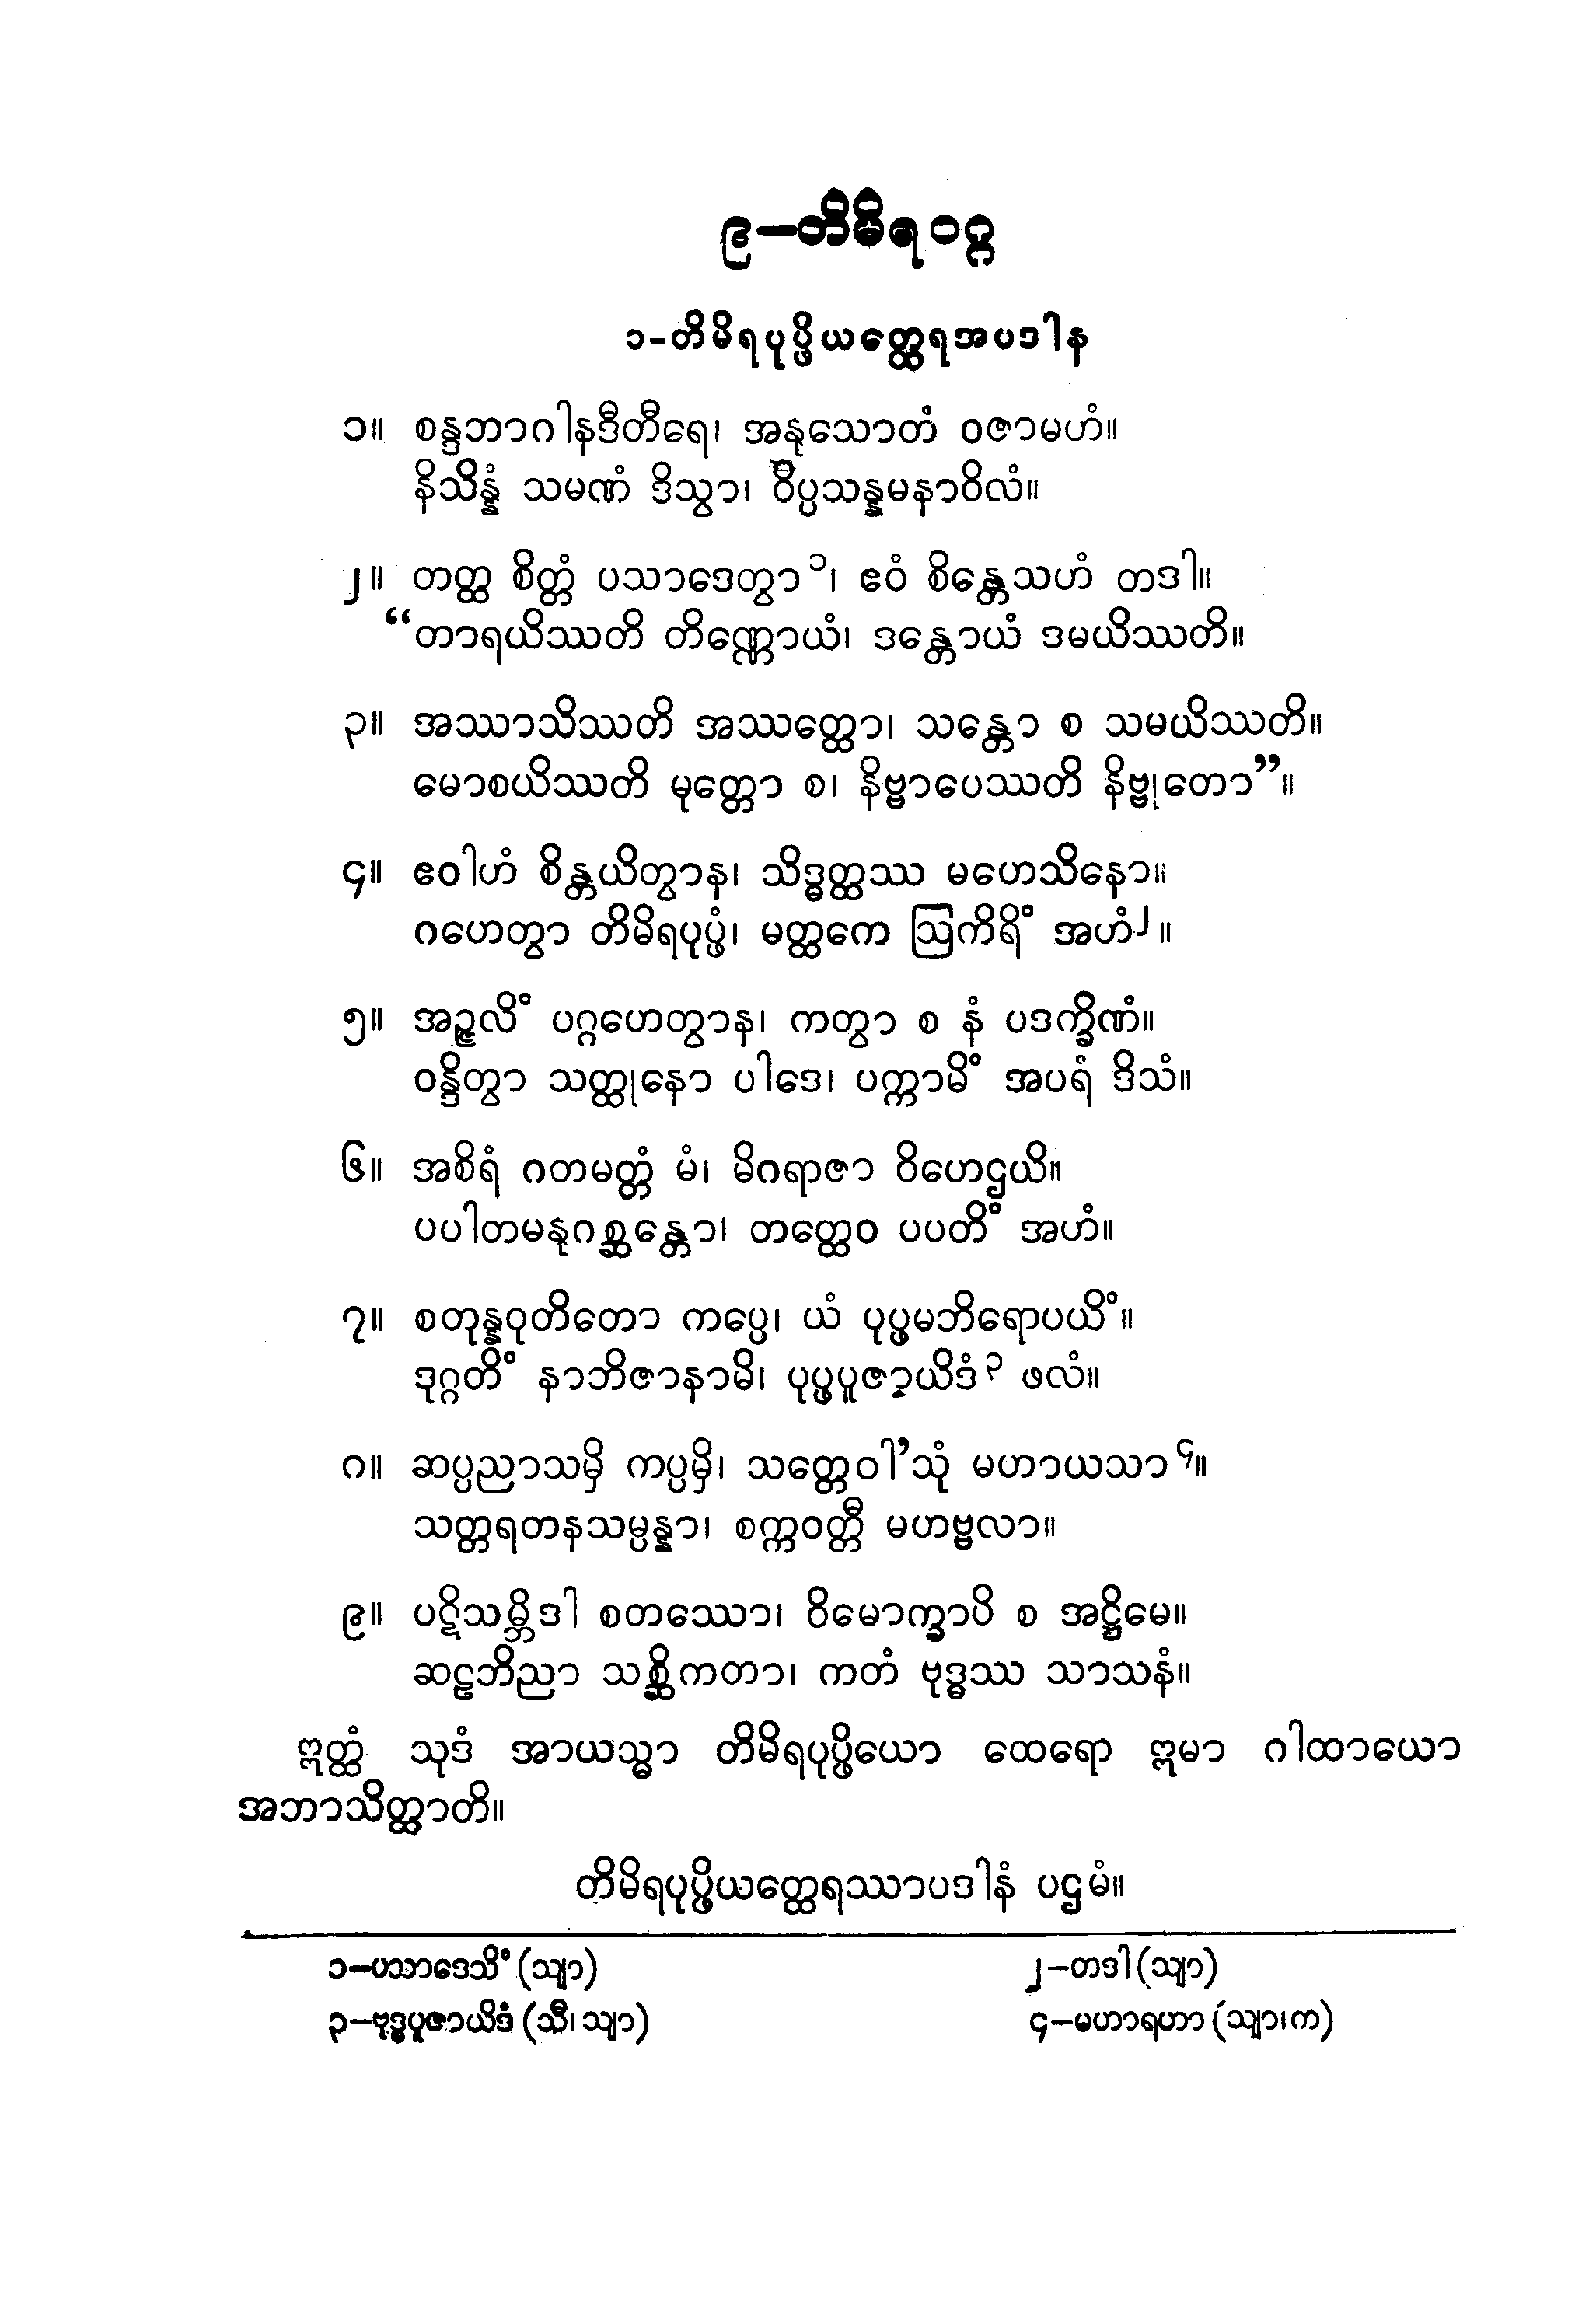 ၉—တိမိရဝဂ္ဂ
၁-တိမိရပုပ္ဖိယတ္ထေရအပဒါန
၁။ စန္ဒဘာဂါနဒီတီရေ၊ အနုသောတံ ဝဇာမဟံ။
နိသိန္နံ သမဏံ ဒိသွာ၊ ဝိပ္ပသန္နမနာဝိလံ။
၂။ တတ္ထ စိတ္တံ ပသာဒေတွာ၁၊ ဧဝံ စိန္တေသဟံ တဒါ။
“တာရယိဿတိ တိဏ္ဏောယံ၊ ဒန္တောယံ ဒမယိဿတိ။
၃။ အဿာသိဿတိ အဿတ္ထော၊ သန္တော စ သမယိဿတိ။
မောစယိဿတိ မုတ္တော စ၊ နိဗ္ဗာပေဿတိ နိဗ္ဗုတော”။
၄။ ဧဝါဟံ စိန္တယိတွာန၊ သိဒ္ဓတ္ထဿ မဟေသိနော။
ဂဟေတွာ တိမိရပုပ္ဖံ၊ မတ္ထကေ ဩကိရိံ အဟံ၂။
၅။ အဉ္ဇလိံ ပဂ္ဂဟေတွာန၊ ကတွာ စ နံ ပဒက္ခိဏံ။
ဝန္ဒိတွာ သတ္ထုနော ပါဒေ၊ ပက္ကာမိံ အပရံ ဒိသံ။
၆။ အစိရံ ဂတမတ္တံ မံ၊ မိဂရာဇာ ဝိဟေဌယိ။
ပပါတမနုဂစ္ဆန္တော၊ တတ္ထေဝ ပပတိံ အဟံ။
၇။ စတုန္နဝုတိတော ကပ္ပေ၊ ယံ ပုပ္ဖမဘိရောပယိံ။
ဒုဂ္ဂတိံ နာဘိဇာနာမိ၊ ပုပ္ဖပူဇာယိဒံ၃ ဖလံ။
၈။ ဆပ္ပညာသမှိ ကပ္ပမှိ၊ သတ္တေဝါ’သုံ မဟာယသာ၄။
သတ္တရတနသမ္ပန္နာ၊ စက္ကဝတ္တီ မဟဗ္ဗလာ။
၉။ ပဋိသမ္ဘိဒါ စတဿော၊ ဝိမောက္ခာပိ စ အဋ္ဌိမေ။
ဆဠဘိညာ သစ္ဆိကတာ၊ ကတံ ဗုဒ္ဓဿ သာသနံ။
ဣတ္ထံ သုဒံ အာယသ္မာ တိမိရပုပ္ဖိယော ထေရော ဣမာ ဂါထာယော
အဘာသိတ္ထာတိ။
တိမိရပုပ္ဖိယတ္ထေရဿာပဒါနံ ပဌမံ။
၁—ပသာဒေသိံ (သျာ) ၂—တဒါ (သျာ)
၃—ဗုဒ္ဓပူဇာယိဒံ (သီ၊ သျာ) ၄—မဟာရဟာ (သျာ၊က)